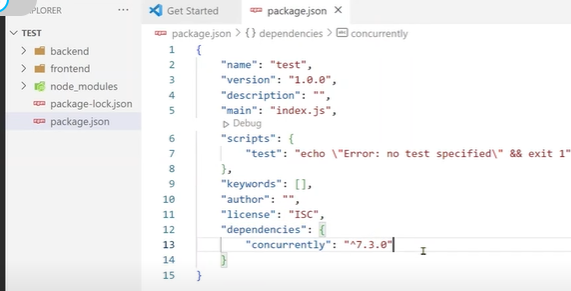 PLORER ...
Get Started
package.json ×
TEST
backend
frontend
node_modules
package-lock.json
package.json
package.json > {} dependencies > concurrently
1 {
2 "name": "test",
3 "version": "1.0.0",
4 "description": "",
5 "main": "index.js",
Debug
6 "scripts": {
7 "test": "echo \"Error: no test specified\" && exit 1"
8 },
9 "keywords": [],
10 "author": "",
11 "license": "ISC",
12 "dependencies": {
13 "concurrently": "^7.3.0"
14 }
15 }